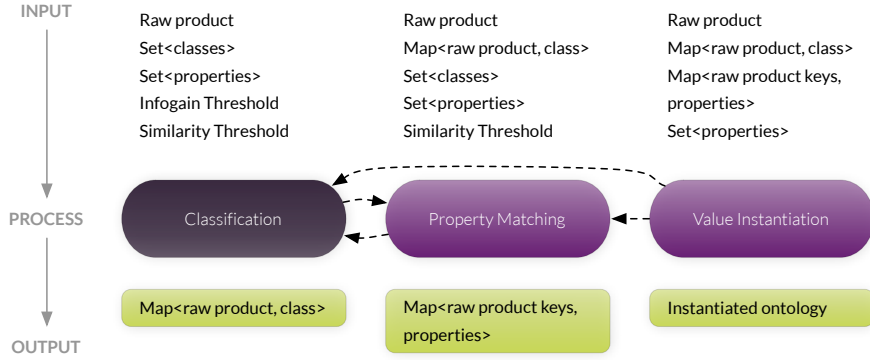 INPUT
Raw product
Set<classes>
Set<properties>
Infogain Threshold
Similarity Threshold
Raw product
Map<raw product, class>
Set<classes>
Set<properties>
Similarity Threshold
Raw product
Map<raw product, class>
Map<raw product keys,
properties>
Set<properties>
PROCESS
Classification
Property Matching
Value Instantiation
OUTPUT
Map<raw product, class>
Map<raw product keys,
properties>
Instantiated ontology